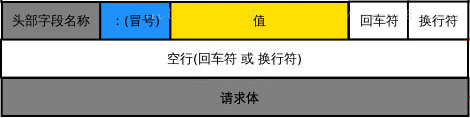 头部字段名称 : (冒号) 值 回车符 换行符
空行(回车符 或 换行符)
请求体